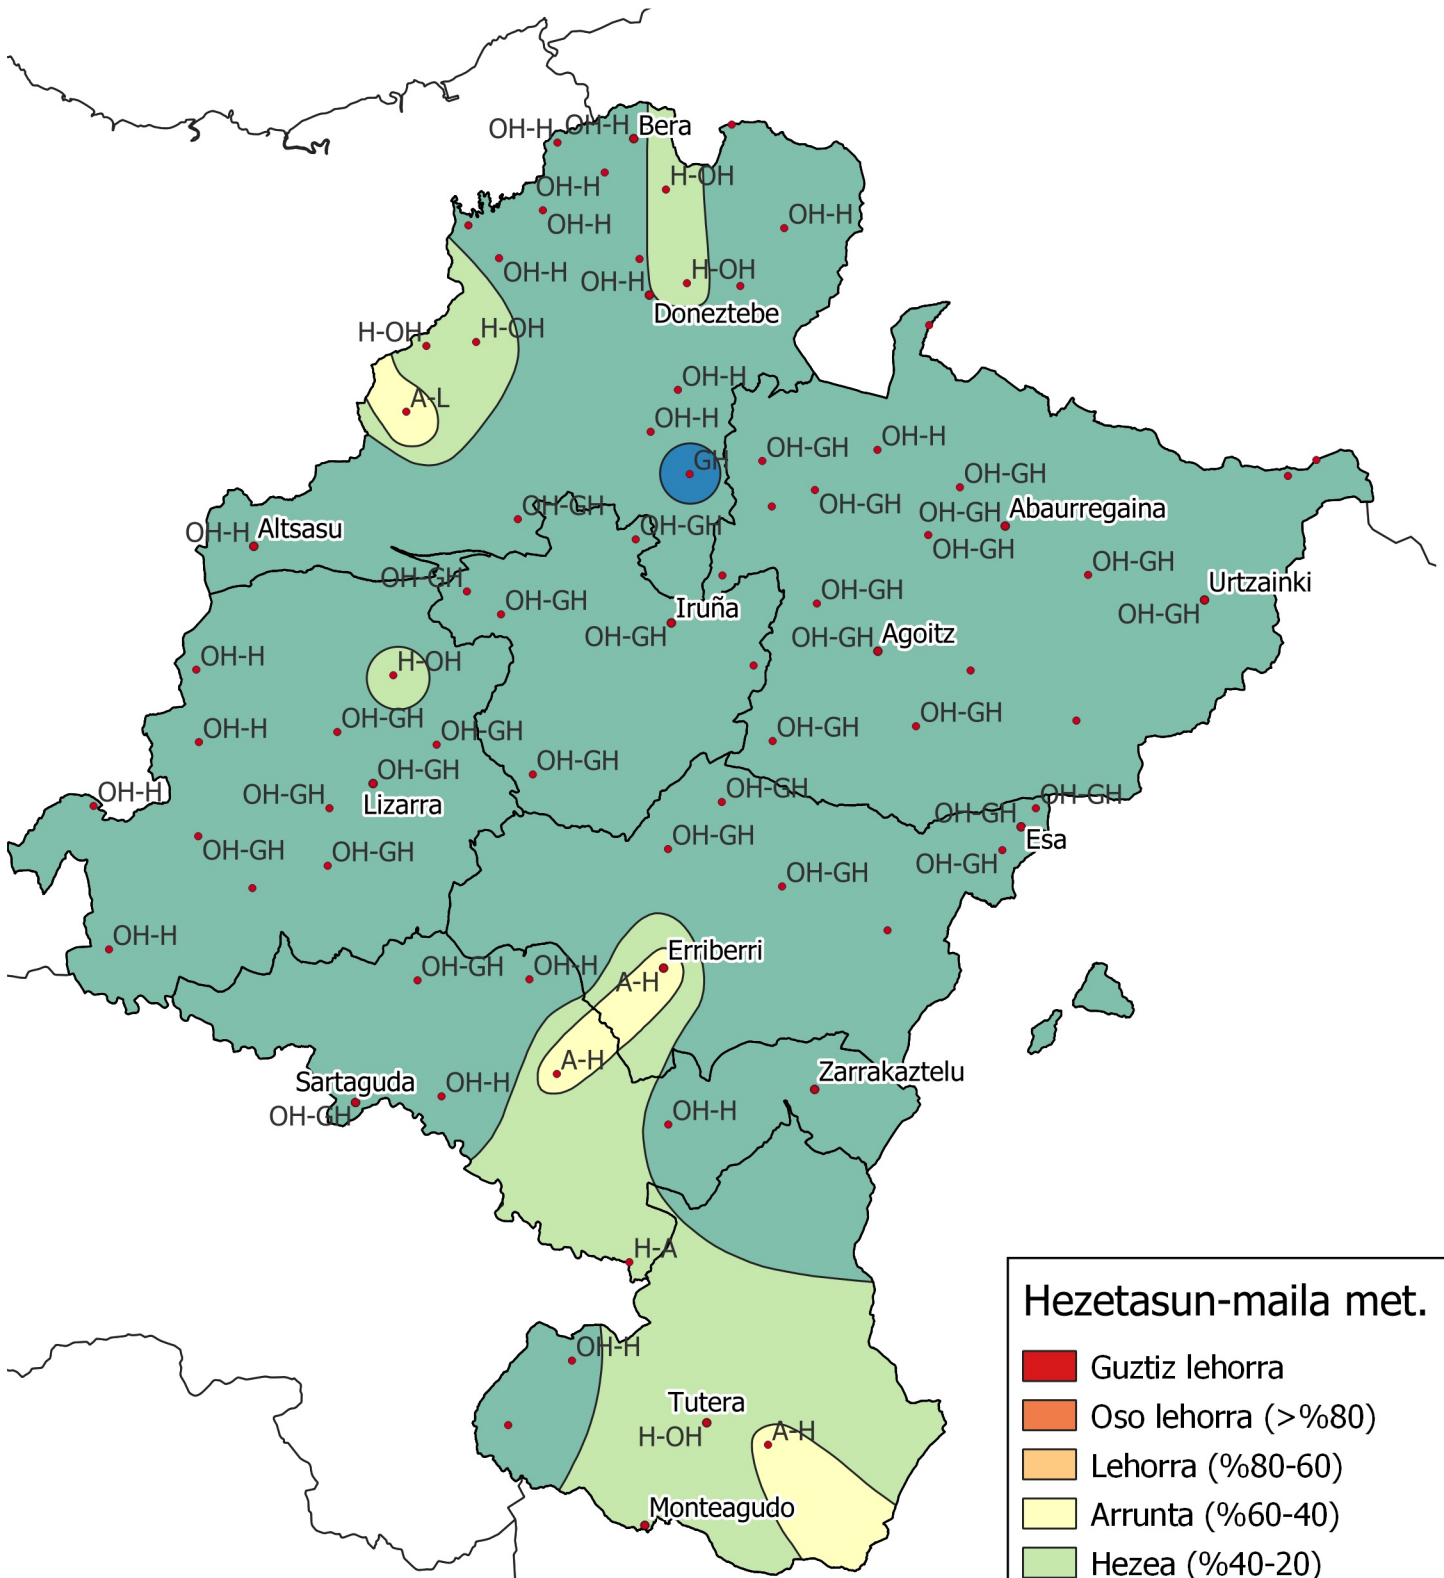 OH-H
OH-H
Bera
OH-H
H-OH
OH-H
OH-H
OH-H
OH-H
H-OH
Doneztebe
H-OH
H-OH
A-L
OH-H
OH-H
GH
OH-GH
OH-H
OH-GH
OH-GH
OH-GH
Abaurregaina
OH-GH
OH-GH
OH-GH
OH-H
Altsasu
OH-GH
OH-GH
OH-GH
Urtzainki
OH-GH
OH-GH
Iruña
OH-GH
OH-GH
OH-GH
Agoitz
OH-H
H-OH
OH-H
OH-GH
OH-GH
OH-GH
OH-GH
OH-GH
OH-GH
OH-H
OH-GH
Lizarra
OH-GH
OH-GH
OH-GH
OH-GH
Esa
OH-GH
OH-GH
OH-GH
OH-GH
OH-GH
OH-H
Erriberri
OH-GH
OH-H
A-H
A-H
Zarrakaztelu
Sartaguda
OH-GH
OH-H
OH-H
H-A
OH-H
Tutera
H-OH
A-H
Monteagudo
Hezetasun-maila met.
Guztiz lehorra
Oso lehorra (>%80)
Lehorra (%80-60)
Arrunta (%60-40)
Hezea (%40-20)